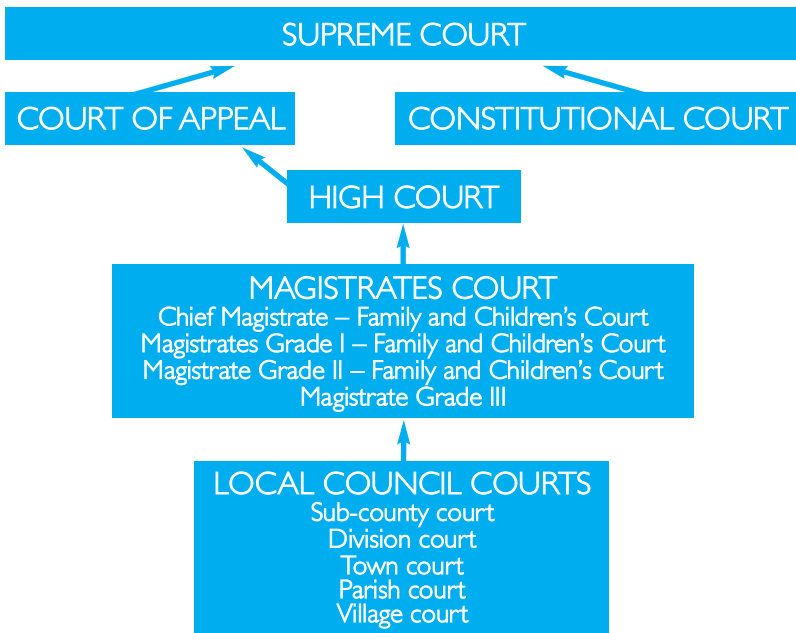 SUPREME COURT
COURT OF APPEAL
CONSTITUTIONAL COURT
HIGH COURT
MAGISTRATES COURT
Chief Magistrate – Family and Children’s Court
Magistrates Grade I – Family and Children’s Court
Magistrate Grade II – Family and Children’s Court
Magistrate Grade III
LOCAL COUNCIL COURTS
Sub-county court
Division court
Town court
Parish court
Village court